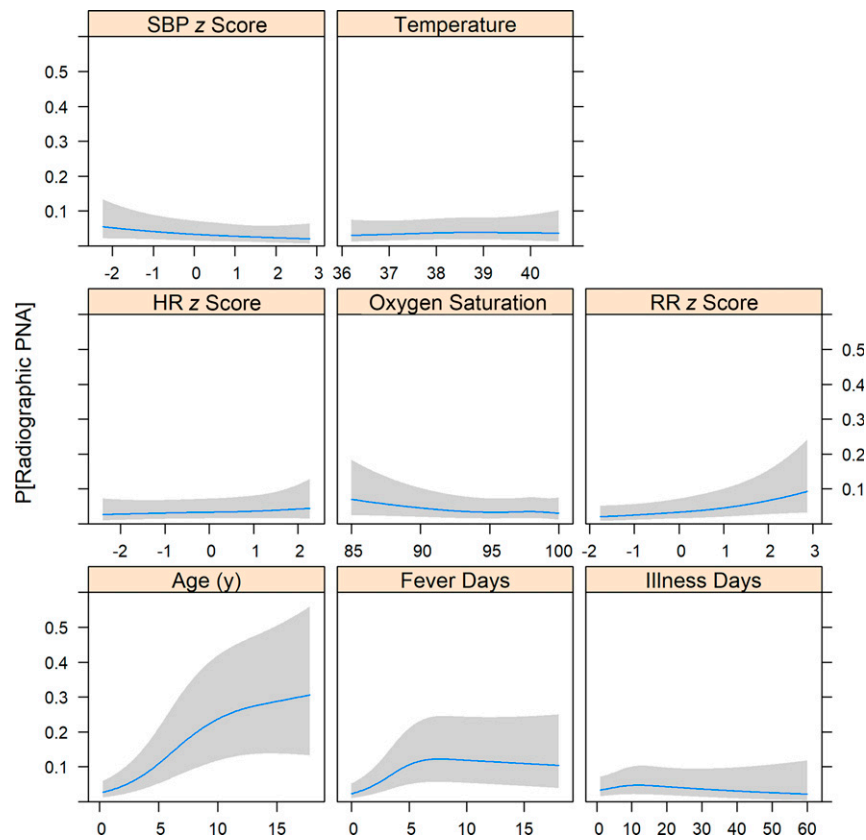 SBP z Score Temperature
0.5
0.4
0.3
0.2
0.1
-2 -1 0 1 2 3 36 37 38 39 40
P[Radiographic PNA]
HR z Score Oxygen Saturation RR z Score
0.5
0.4
0.3
0.2
0.1
-2 -1 0 1 2 85 90 95 100 -2 -1 0 1 2 3
Age (y) Fever Days Illness Days
0.5
0.4
0.3
0.2
0.1
0 5 10 15 0 5 10 15 0 10 20 30 40 50 60